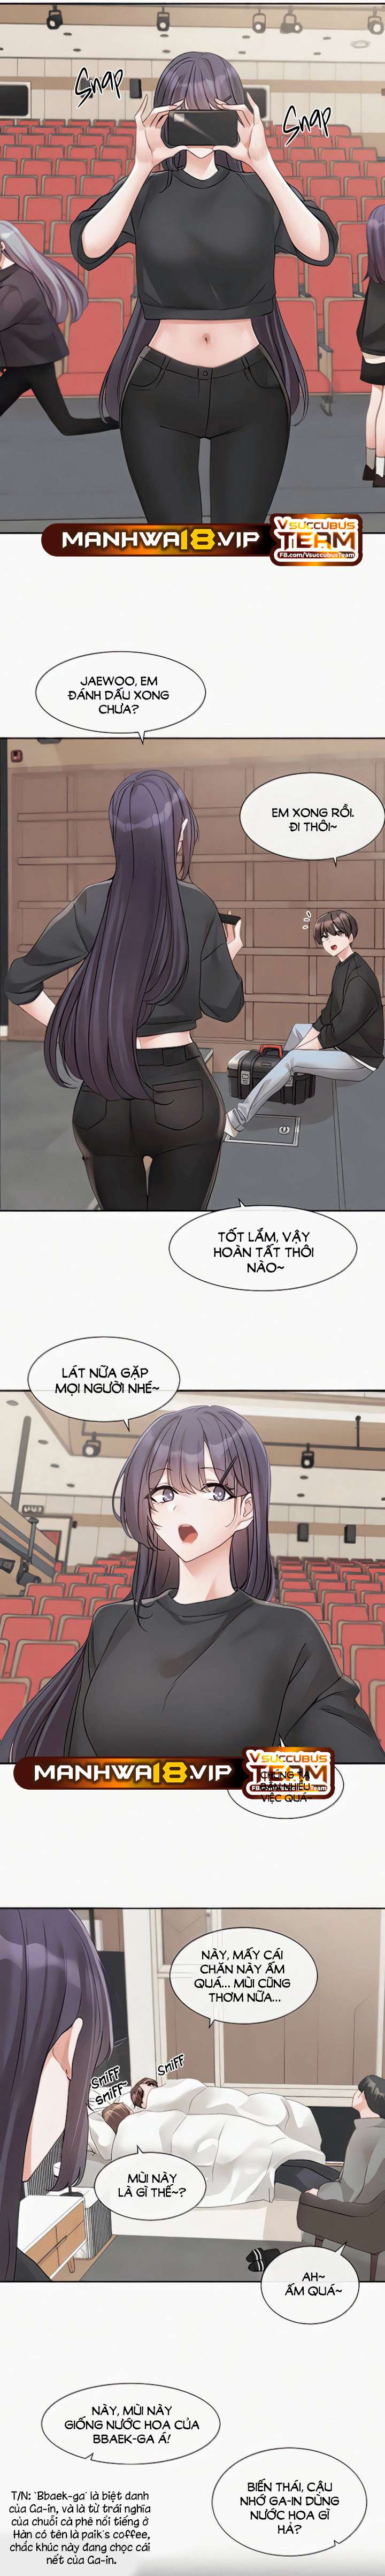 Snap
Snap
MANHWA18.VIP
VSUCCUBUS
TEAM
FB.com/VsuccubusTeam
JAEWOO, EM
ĐÁNH DẤU XONG
CHƯA?
EM XONG RỒI.
ĐI THÔI~
TỐT LẮM, VẬY
HOÀN TẤT THÔI
NÀO~
LÁT NỮA GẶP
MỌI NGƯỜI NHÉ~
MANHWA18.VIP
VSUCCUBUS
TEAM
CHÚNG TA
BẬN NHIỀU
VIỆC QUÁ~
NÀY, MẤY CÁI
CHĂN NÀY ẤM
QUÁ... MÙI CŨNG
THƠM NỮA...
Sniff
Sniff
sniff~
MÙI NÀY
LÀ GÌ THẾ~?
AH~
ẤM QUÁ~
NÀY, MÙI NÀY
GIỐNG NƯỚC HOA CỦA
BBAEK-GA Á!
BIẾN THÁI, CẬU
NHỚ GA-IN DÙNG
NƯỚC HOA GÌ
HẢ?
T/N: "Bbaek-ga" là biệt danh
của Ga-in, và là từ trái nghĩa
của chuỗi cà phê nổi tiếng ở
Hàn có tên là paik's coffee,
chắc khúc này đang chọc cái
nết của Ga-in.